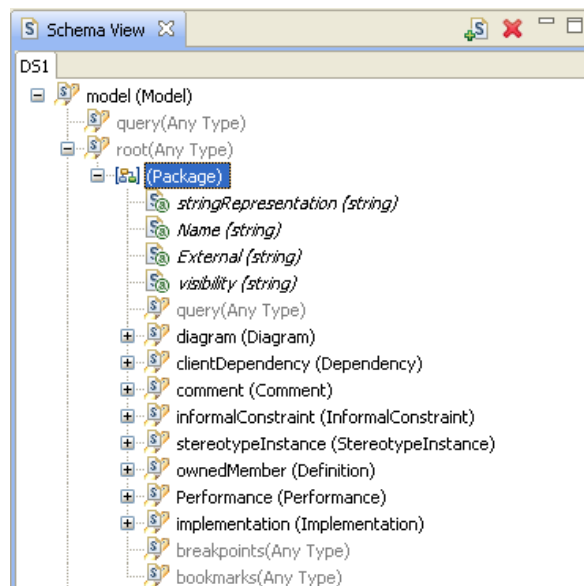 Schema View
DS1
model (Model)
query(Any Type)
root(Any Type)
(Package)
stringRepresentation (string)
Name (string)
External (string)
visibility (string)
query(Any Type)
diagram (Diagram)
clientDependency (Dependency)
comment (Comment)
informalConstraint (InformalConstraint)
stereotypeInstance (StereotypeInstance)
ownedMember (Definition)
Performance (Performance)
implementation (Implementation)
breakpoints(Any Type)
bookmarks(Any Type)